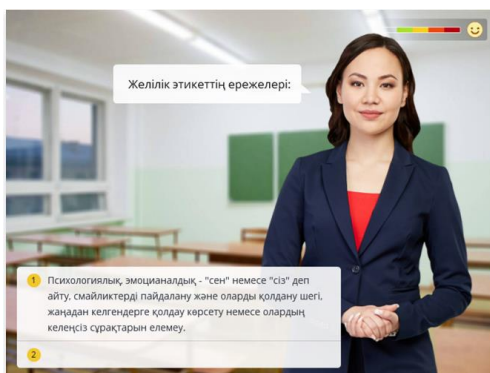 Желілік этикеттің ережелері:
1 Психологиялық, эмоцианалдық - "сен" немесе "сіз" деп
айту, смайликтерді пайдалану және оларды қолдану шегі,
жаңадан келгендерге қолдау көрсету немесе олардың
келеңсіз сұрақтарын елемеу.
2